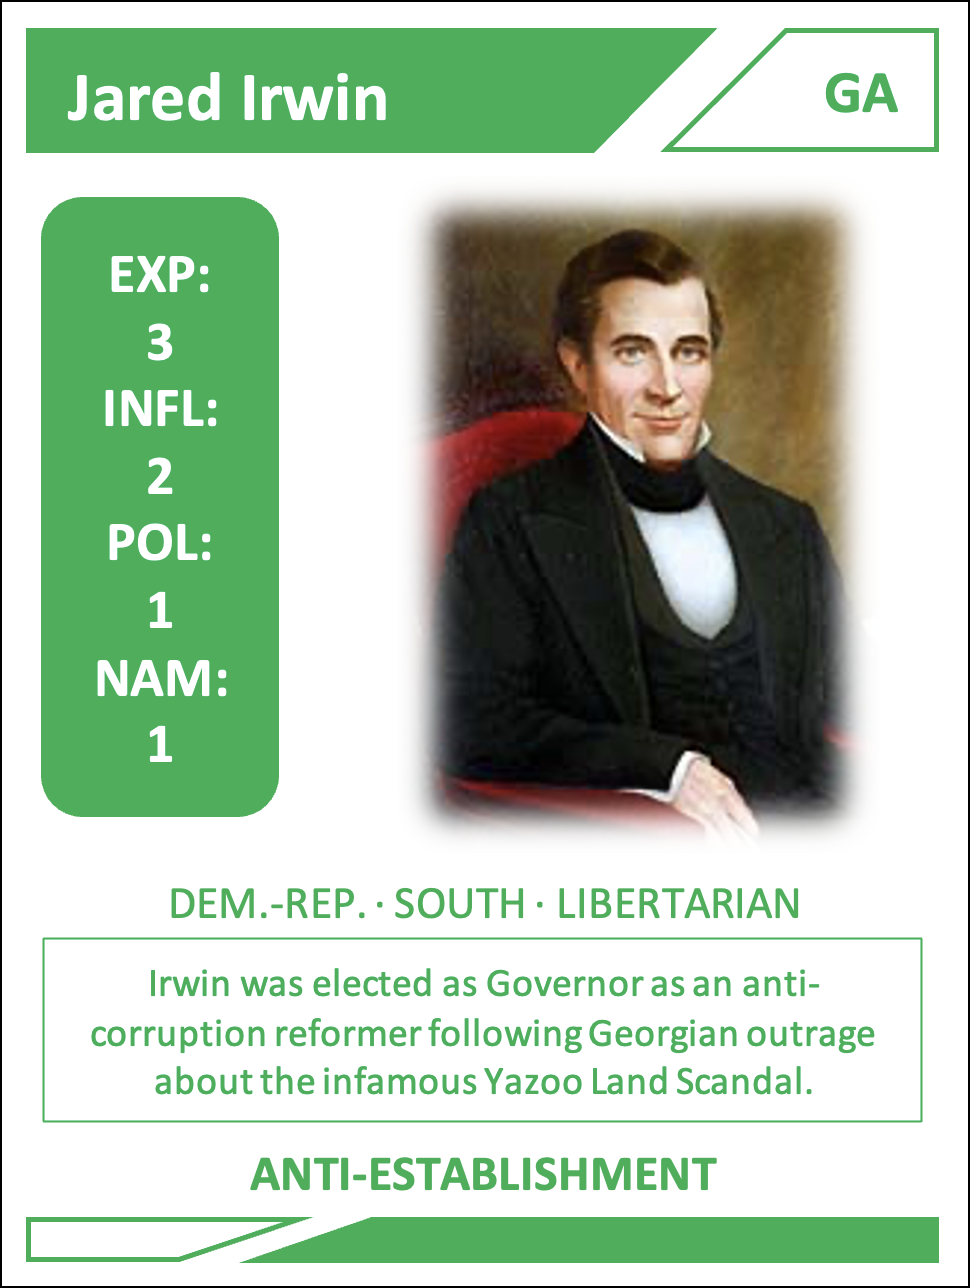 Jared Irwin
GA
EXP:
3
INFL:
2
POL:
1
NAM:
1
DEM.-REP. · SOUTH · LIBERTARIAN
Irwin was elected as Governor as an anti-
corruption reformer following Georgian outrage
about the infamous Yazoo Land Scandal.
ANTI-ESTABLISHMENT